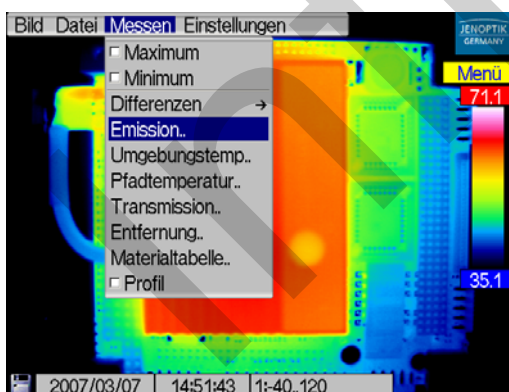 Bild Datei Messen Einstellungen
JENOPTIK
GERMANY
Maximum
Minimum
Differenzen
Emission..
Umgebungstemp..
Pfadtemperatur..
Transmission..
Entfernung..
Materialtabelle..
Profil
Menü
71.1
35.1
2007/03/07 14:51:43 1:-40..120